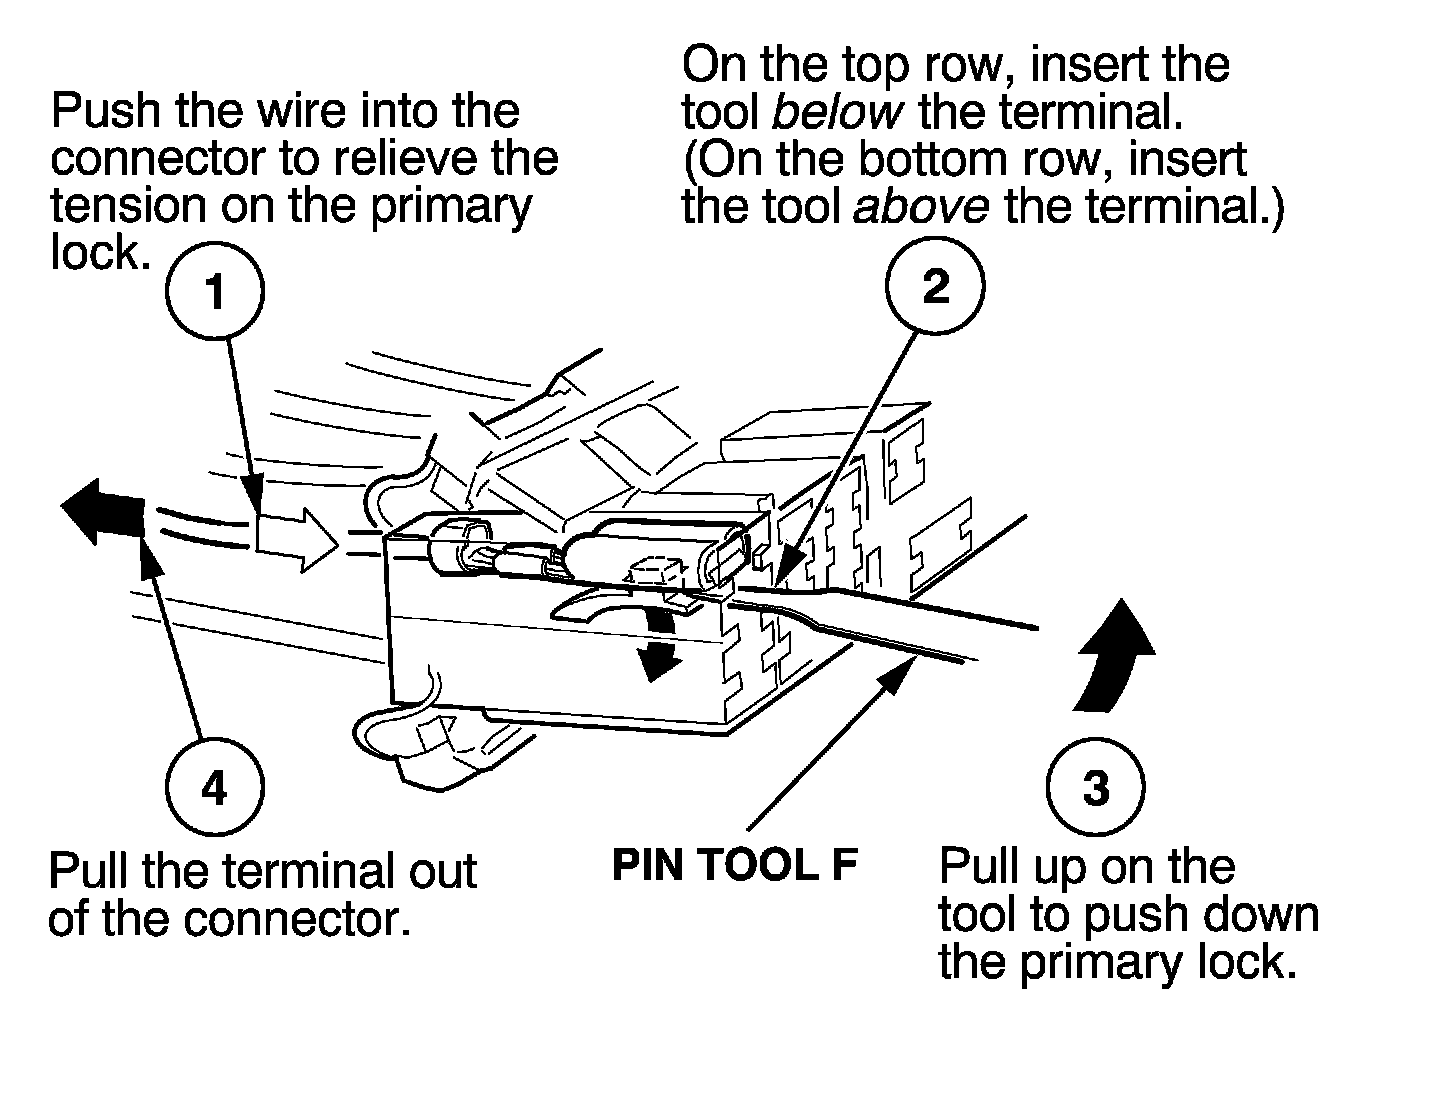 Push the wire into the
connector to relieve the
tension on the primary
lock.
1
On the top row, insert the
tool below the terminal.
(On the bottom row, insert
the tool above the terminal.)
2
4
Pull the terminal out
of the connector.
PIN TOOL F
3
Pull up on the
tool to push down
the primary lock.